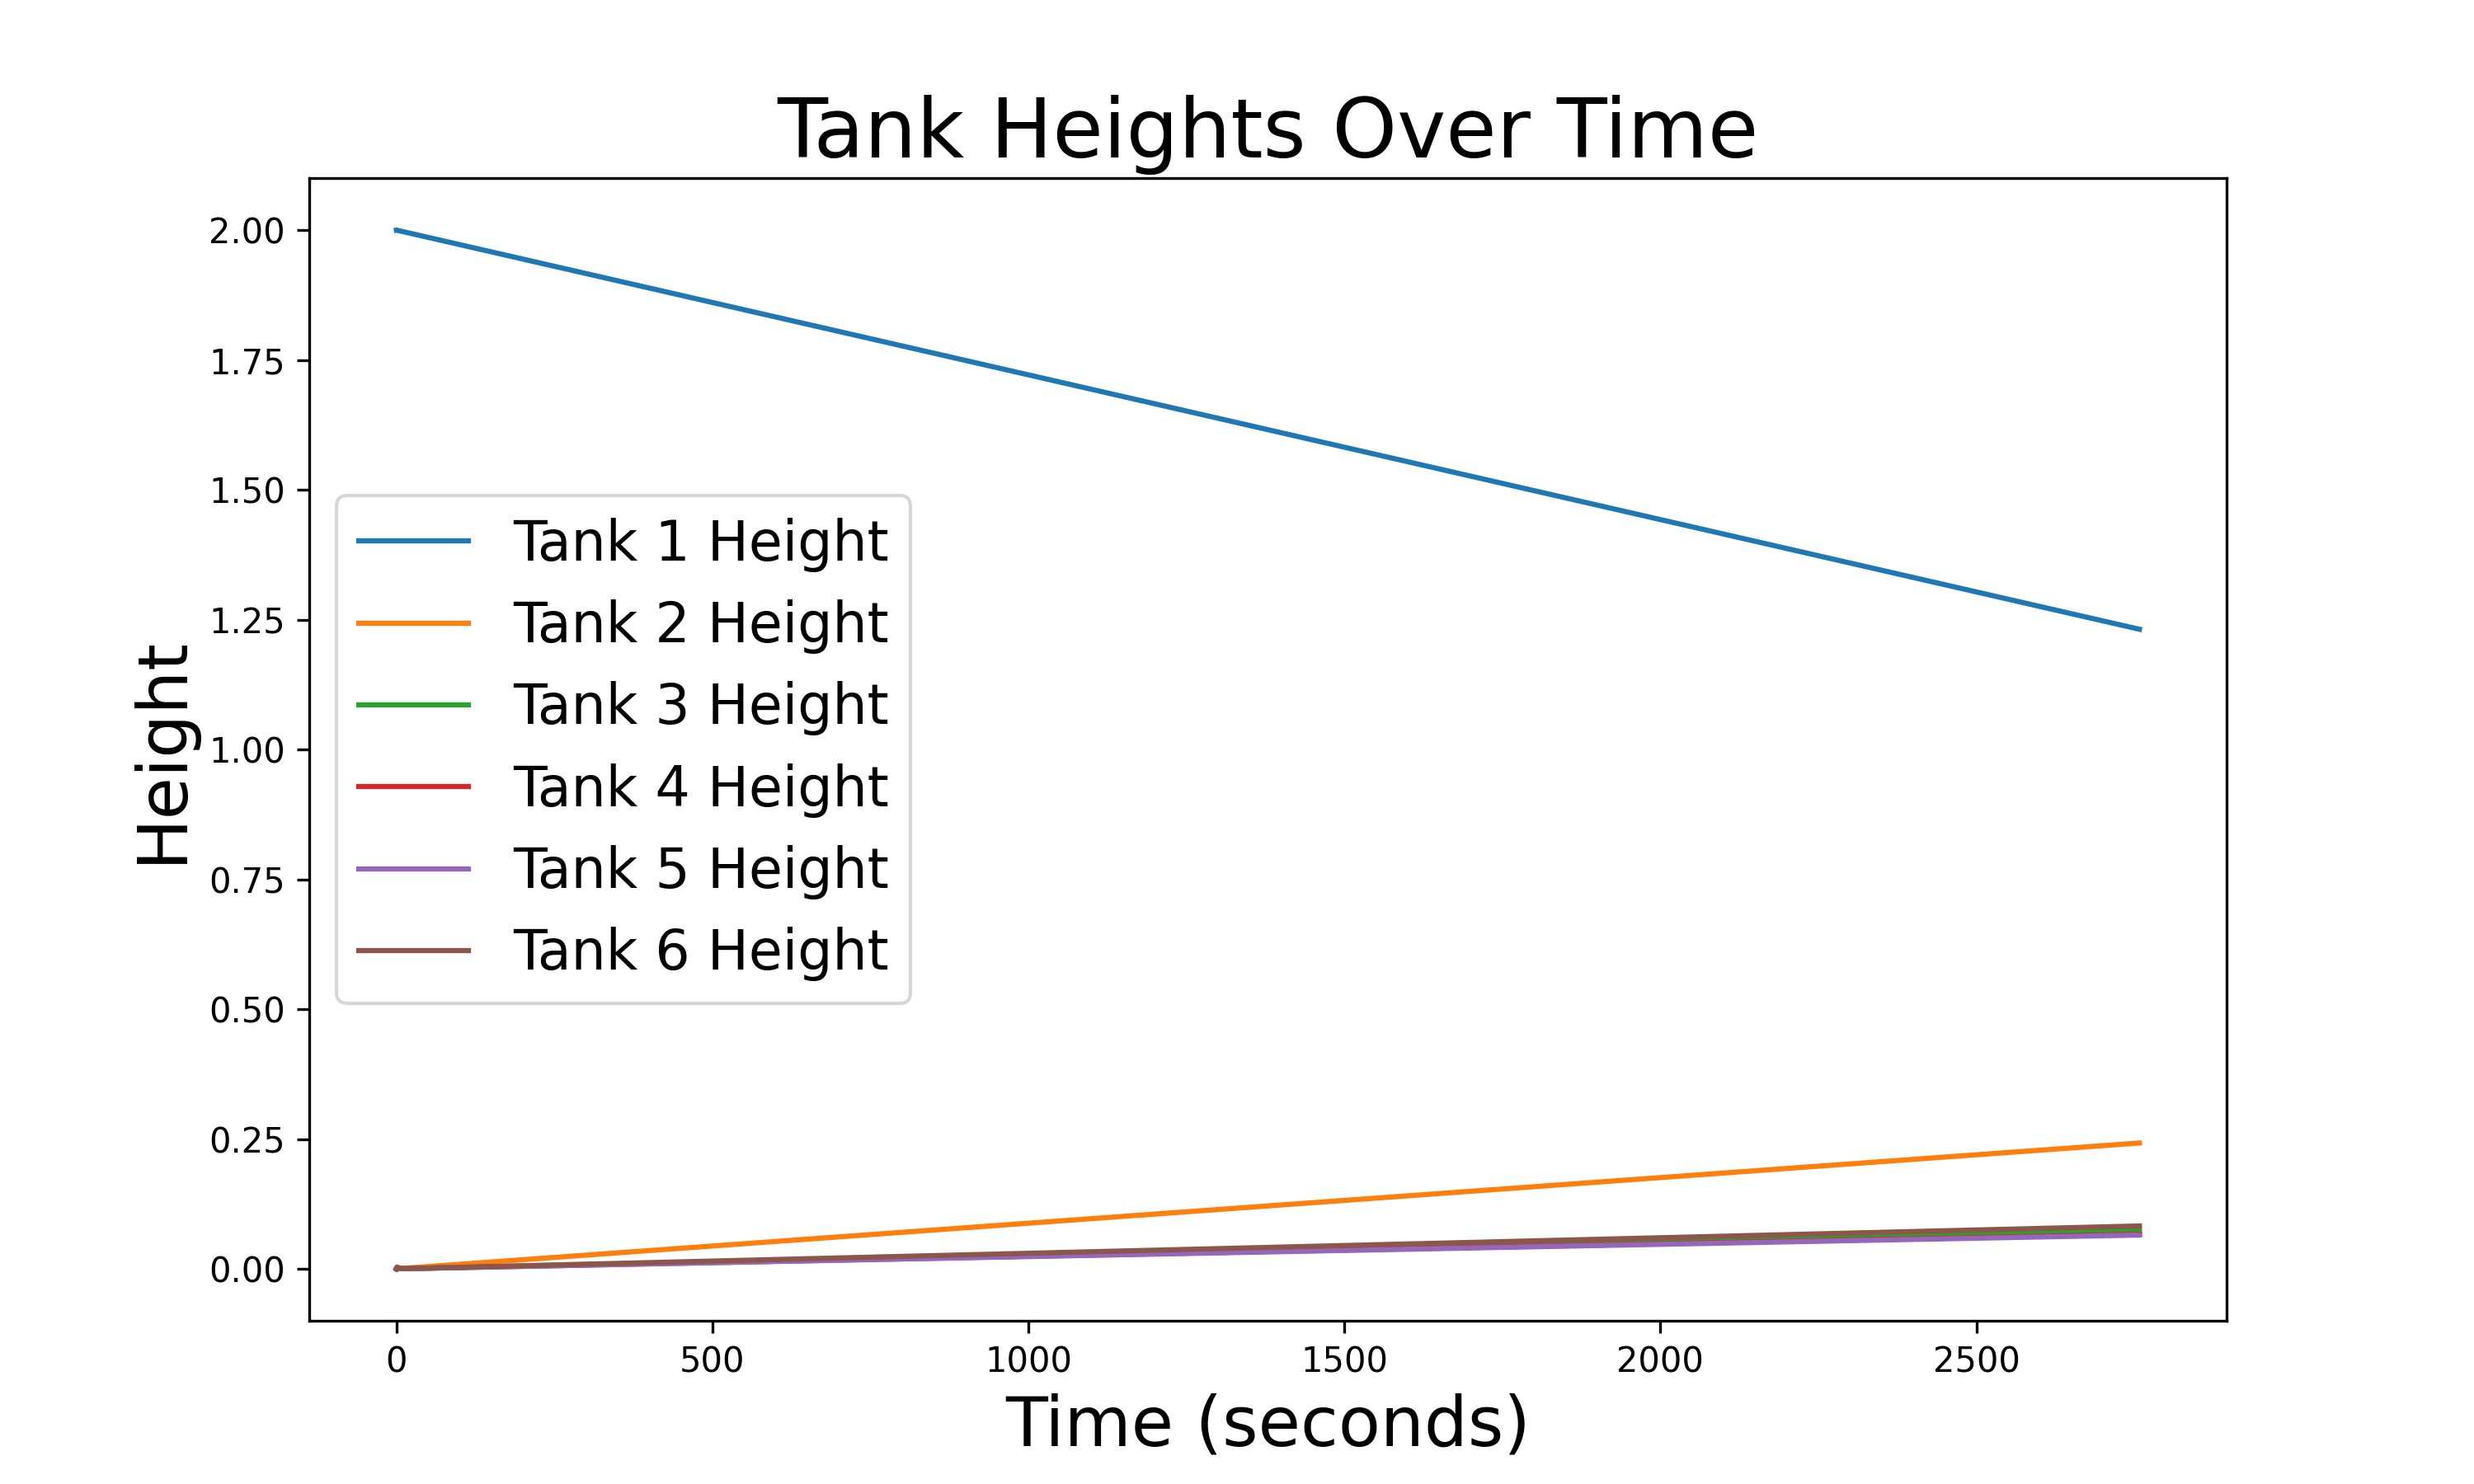 Tank Heights Over Time
Height
2.00
1.75
1.50
1.25
1.00
0.75
0.50
0.25
0.00
Tank 1 Height
Tank 2 Height
Tank 3 Height
Tank 4 Height
Tank 5 Height
Tank 6 Height
0 500 1000 1500 2000 2500
Time (seconds)